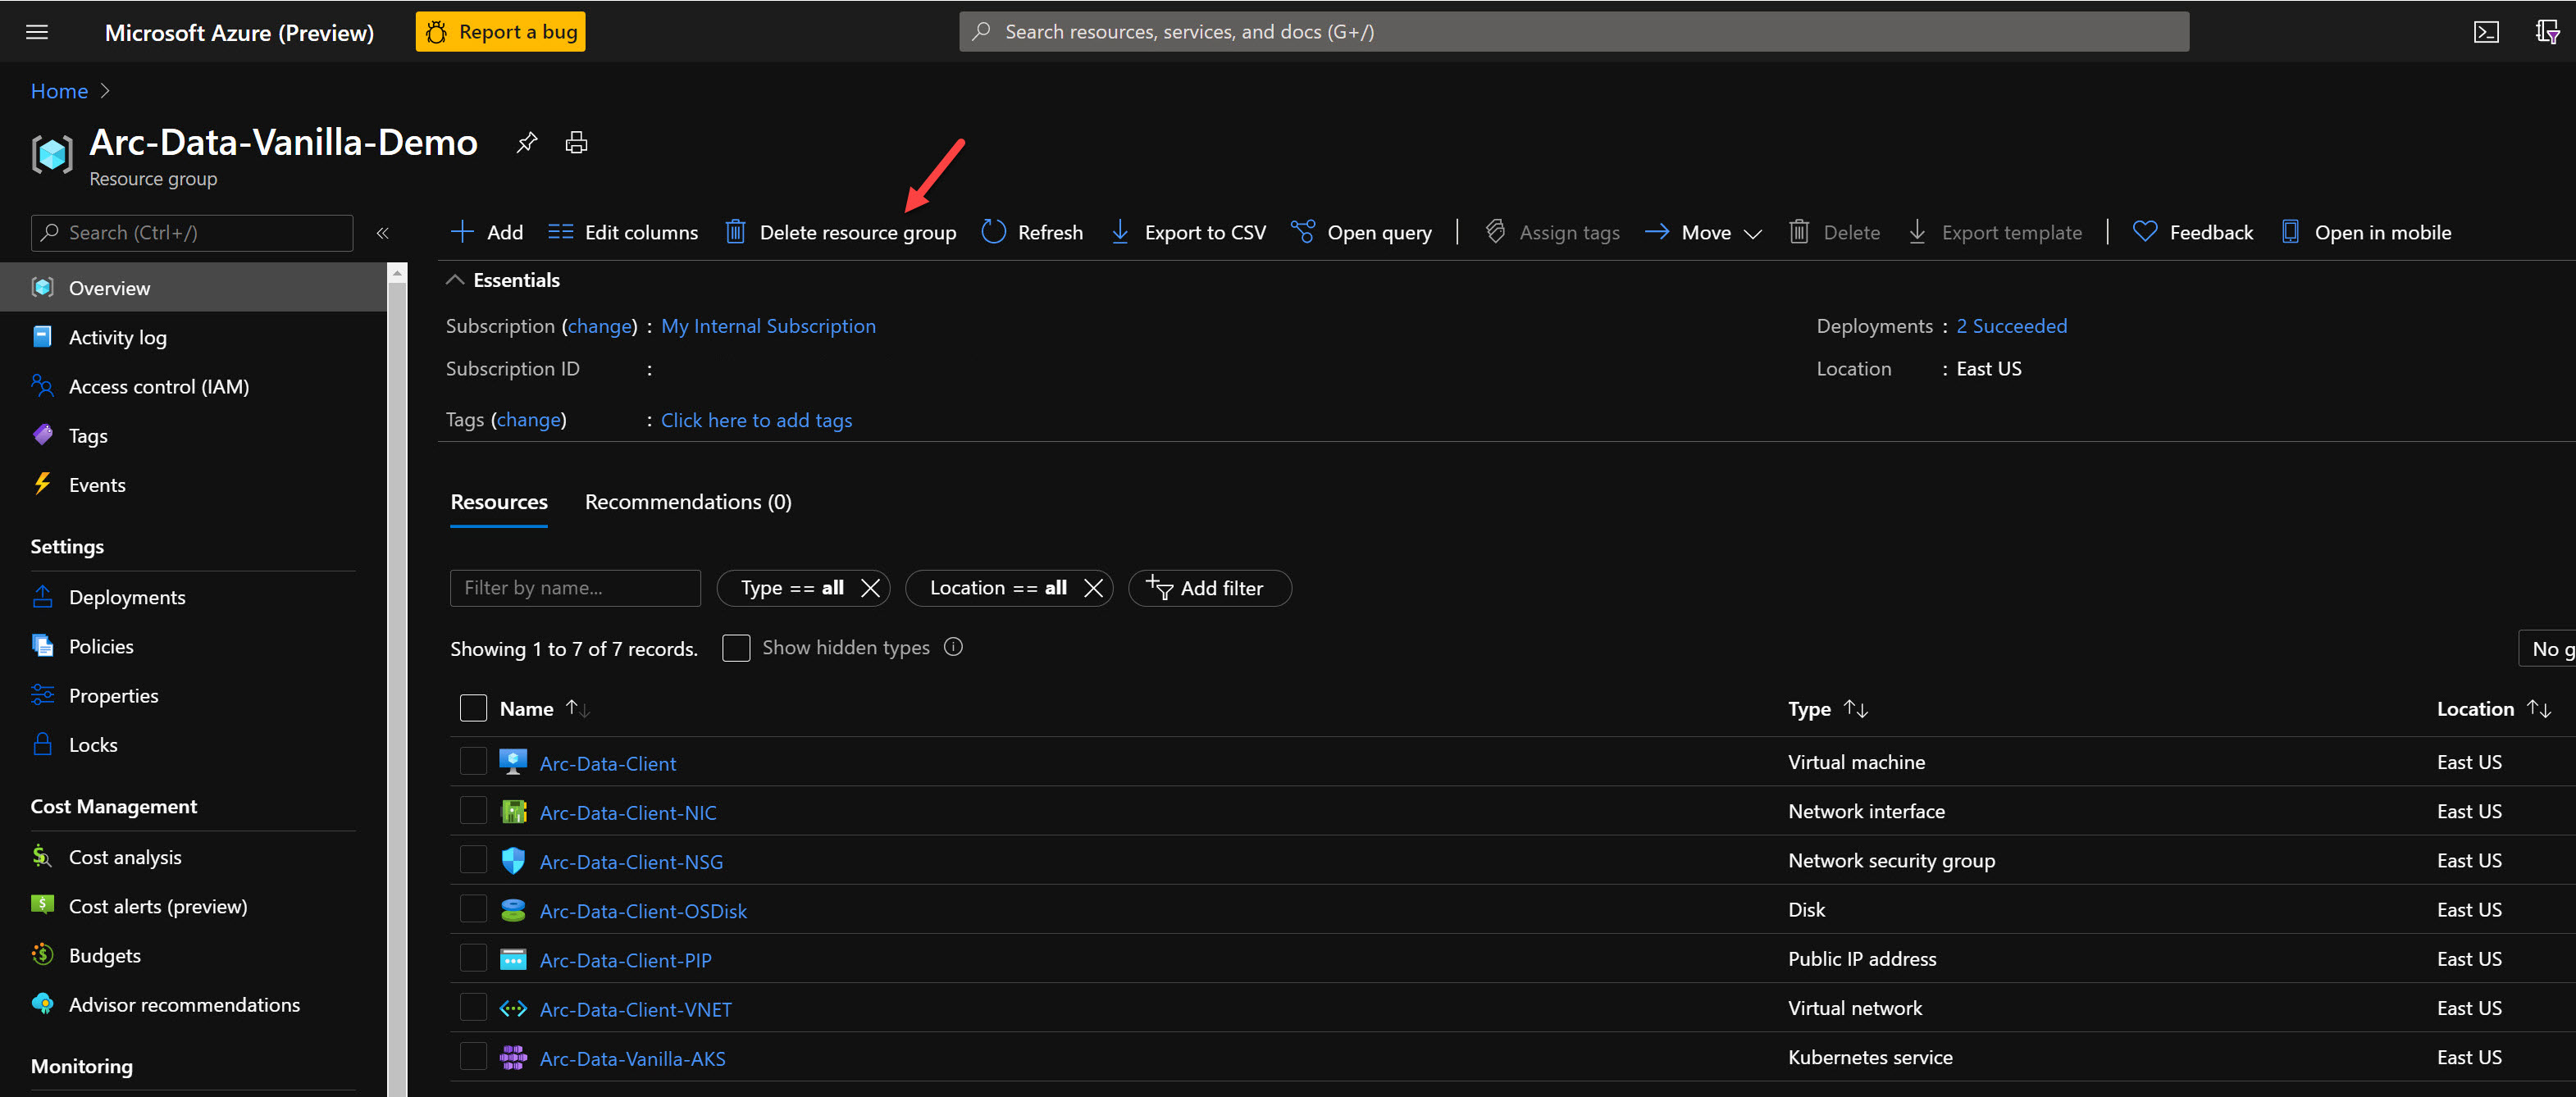 Microsoft Azure (Preview) Report a bug Search resources, services, and docs (G+/)
Home
Arc-Data-Vanilla-Demo
Resource group
Search (Ctrl+/) « Add Edit columns Delete resource group Refresh Export to CSV Open query Assign tags Move Delete Export template Feedback Open in mobile
Overview
Activity log
Access control (IAM)
Tags
Events
Settings
Deployments
Policies
Properties
Locks
Cost Management
Cost analysis
Cost alerts (preview)
Budgets
Advisor recommendations
Monitoring
Essentials
Subscription (change) : My Internal Subscription Deployments : 2 Succeeded
Subscription ID : Location : East US
Tags (change) : Click here to add tags
Resources Recommendations (0)
Filter by name... Type == all Location == all Add filter
Showing 1 to 7 of 7 records. Show hidden types No g
Name Type Location
Arc-Data-Client Virtual machine East US
Arc-Data-Client-NIC Network interface East US
Arc-Data-Client-NSG Network security group East US
Arc-Data-Client-OSDisk Disk East US
Arc-Data-Client-PIP Public IP address East US
Arc-Data-Client-VNET Virtual network East US
Arc-Data-Vanilla-AKS Kubernetes service East US